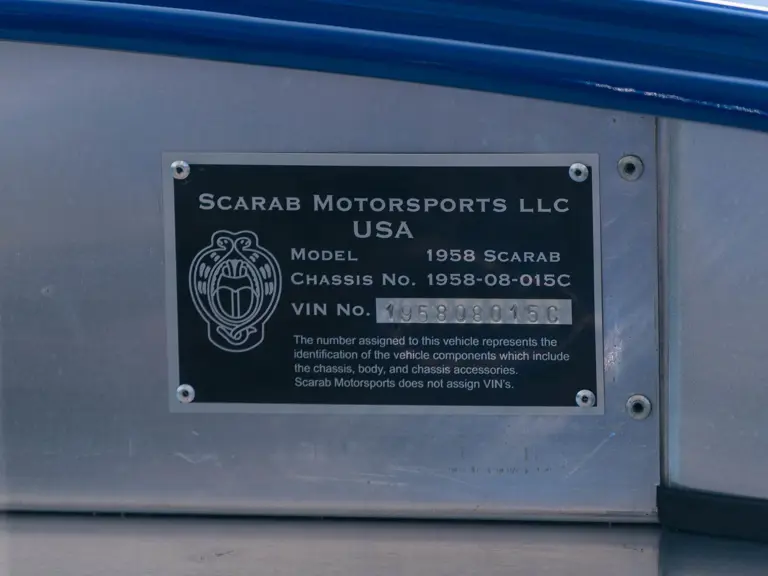 SCARAB MOTORSPORTS LLC
USA
MODEL 1958 SCARAB
CHASSIS NO. 1958-08-015C
VIN NO. 195808015C
The number assigned to this vehicle represents the
identification of the vehicle components which include
the chassis, body, and chassis accessories.
Scarab Motorsports does not assign VIN's.